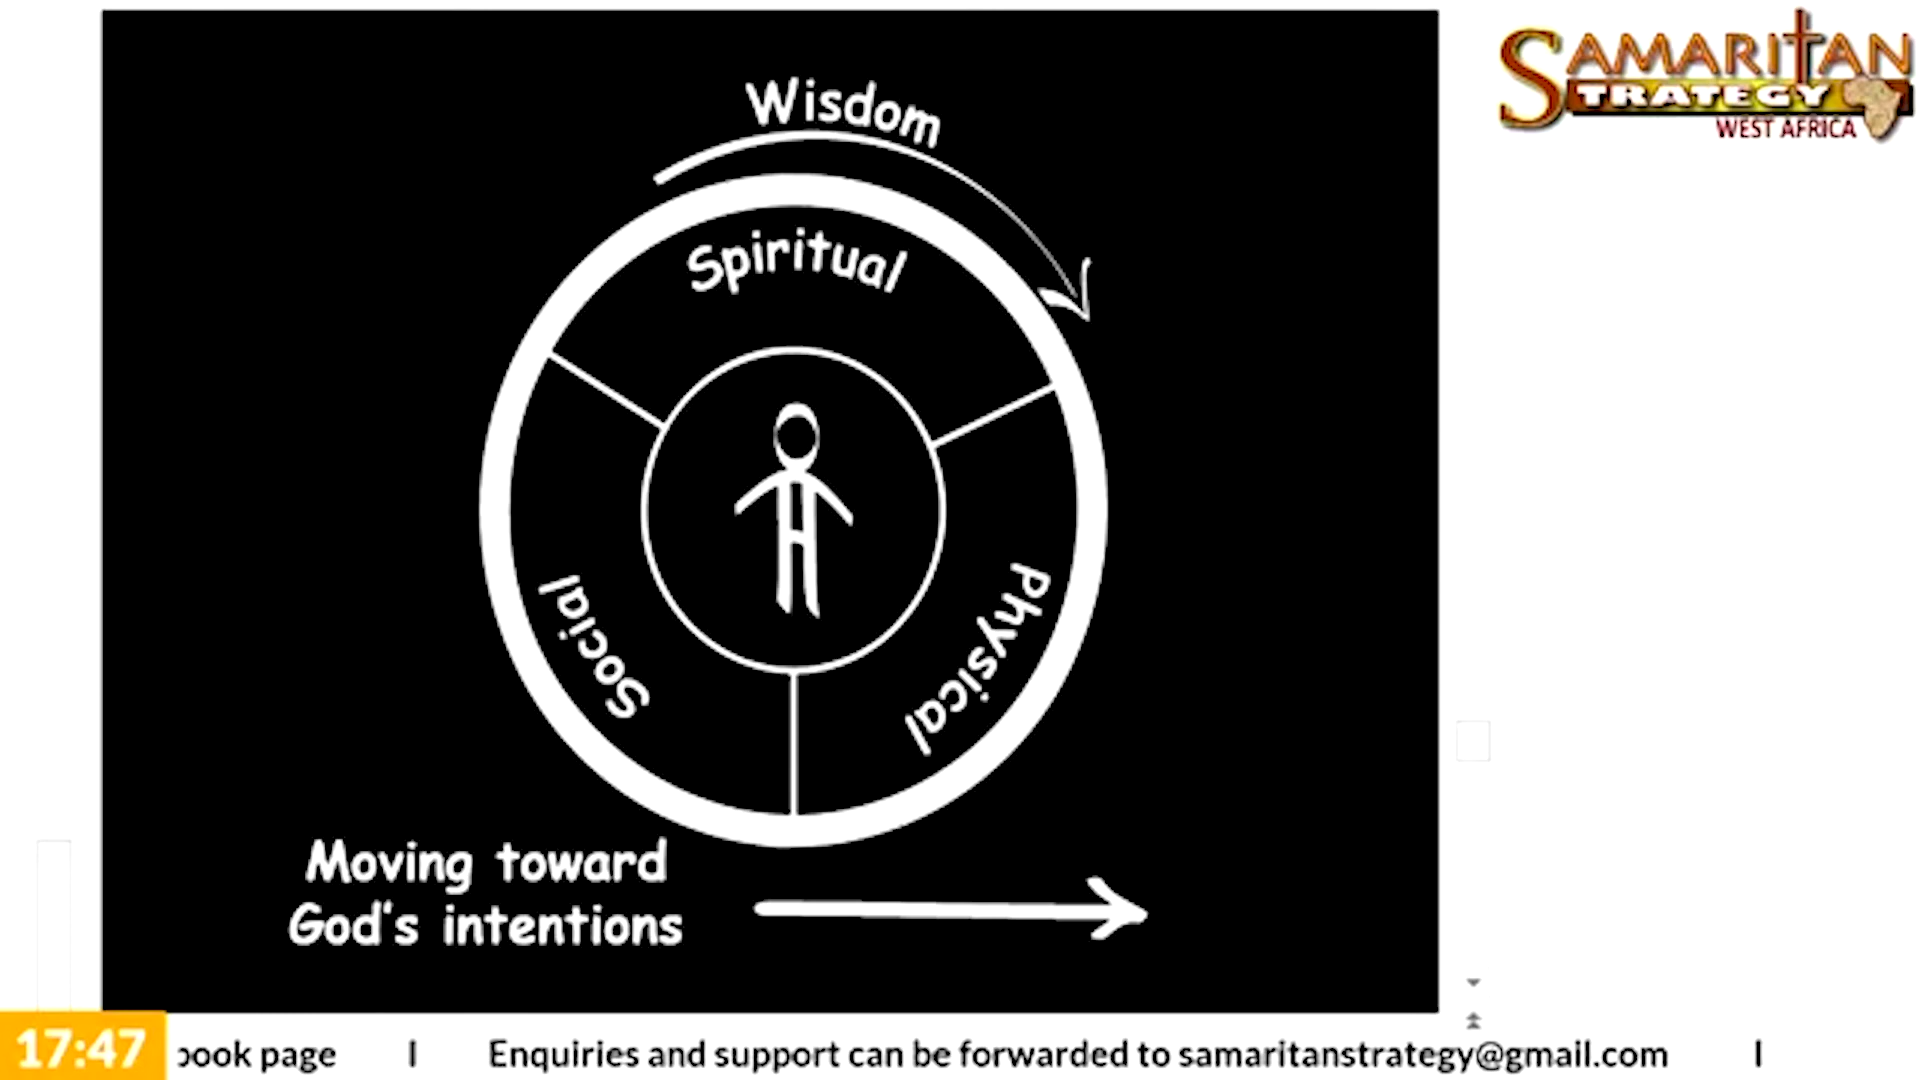 SAMARITAN
STRATEGY
WEST AFRICA
Wisdom
Spiritual
Physical
Social
Moving toward
God's intentions
17:47
page I Enquiries and support can be forwarded to samaritanstrategy@gmail.com I